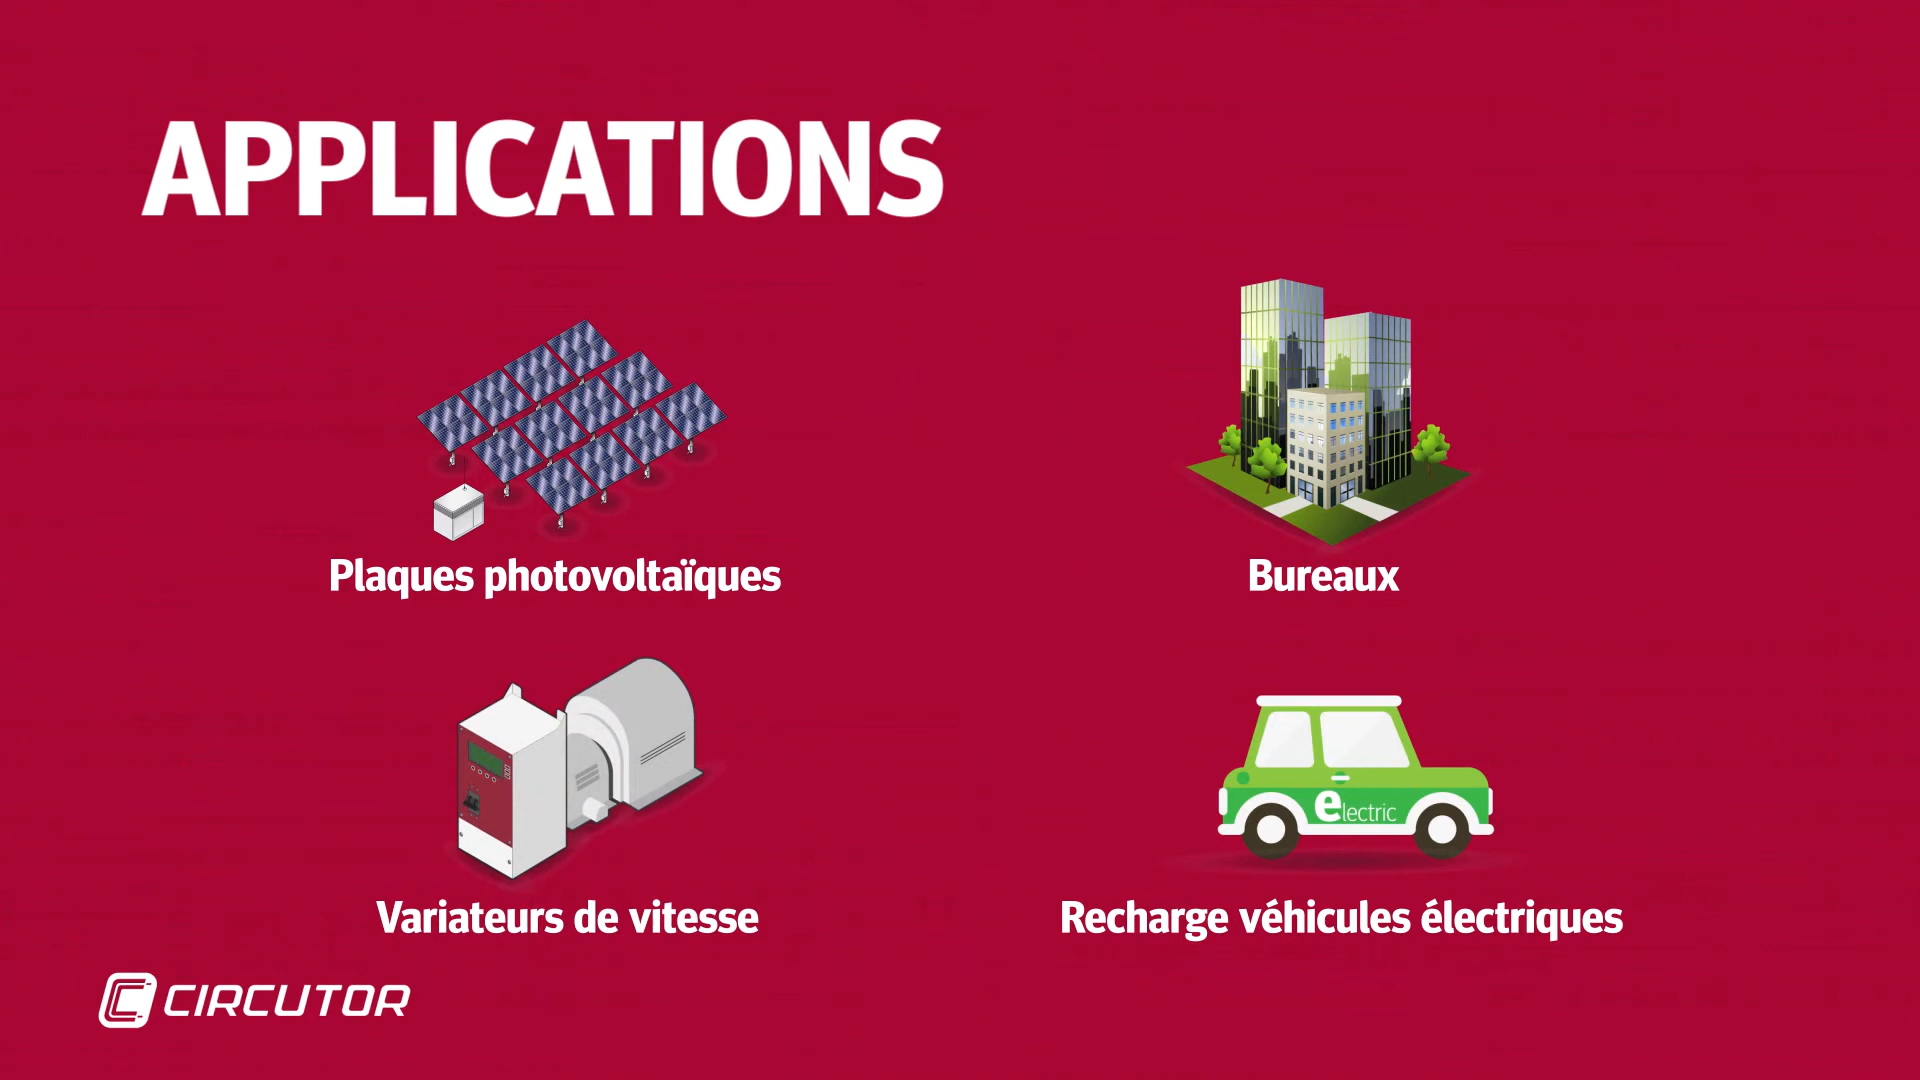 APPLICATIONS
Plaques photovoltaïques
Bureaux
electric
Variateurs de vitesse
Recharge véhicules électriques
CIRCUTOR